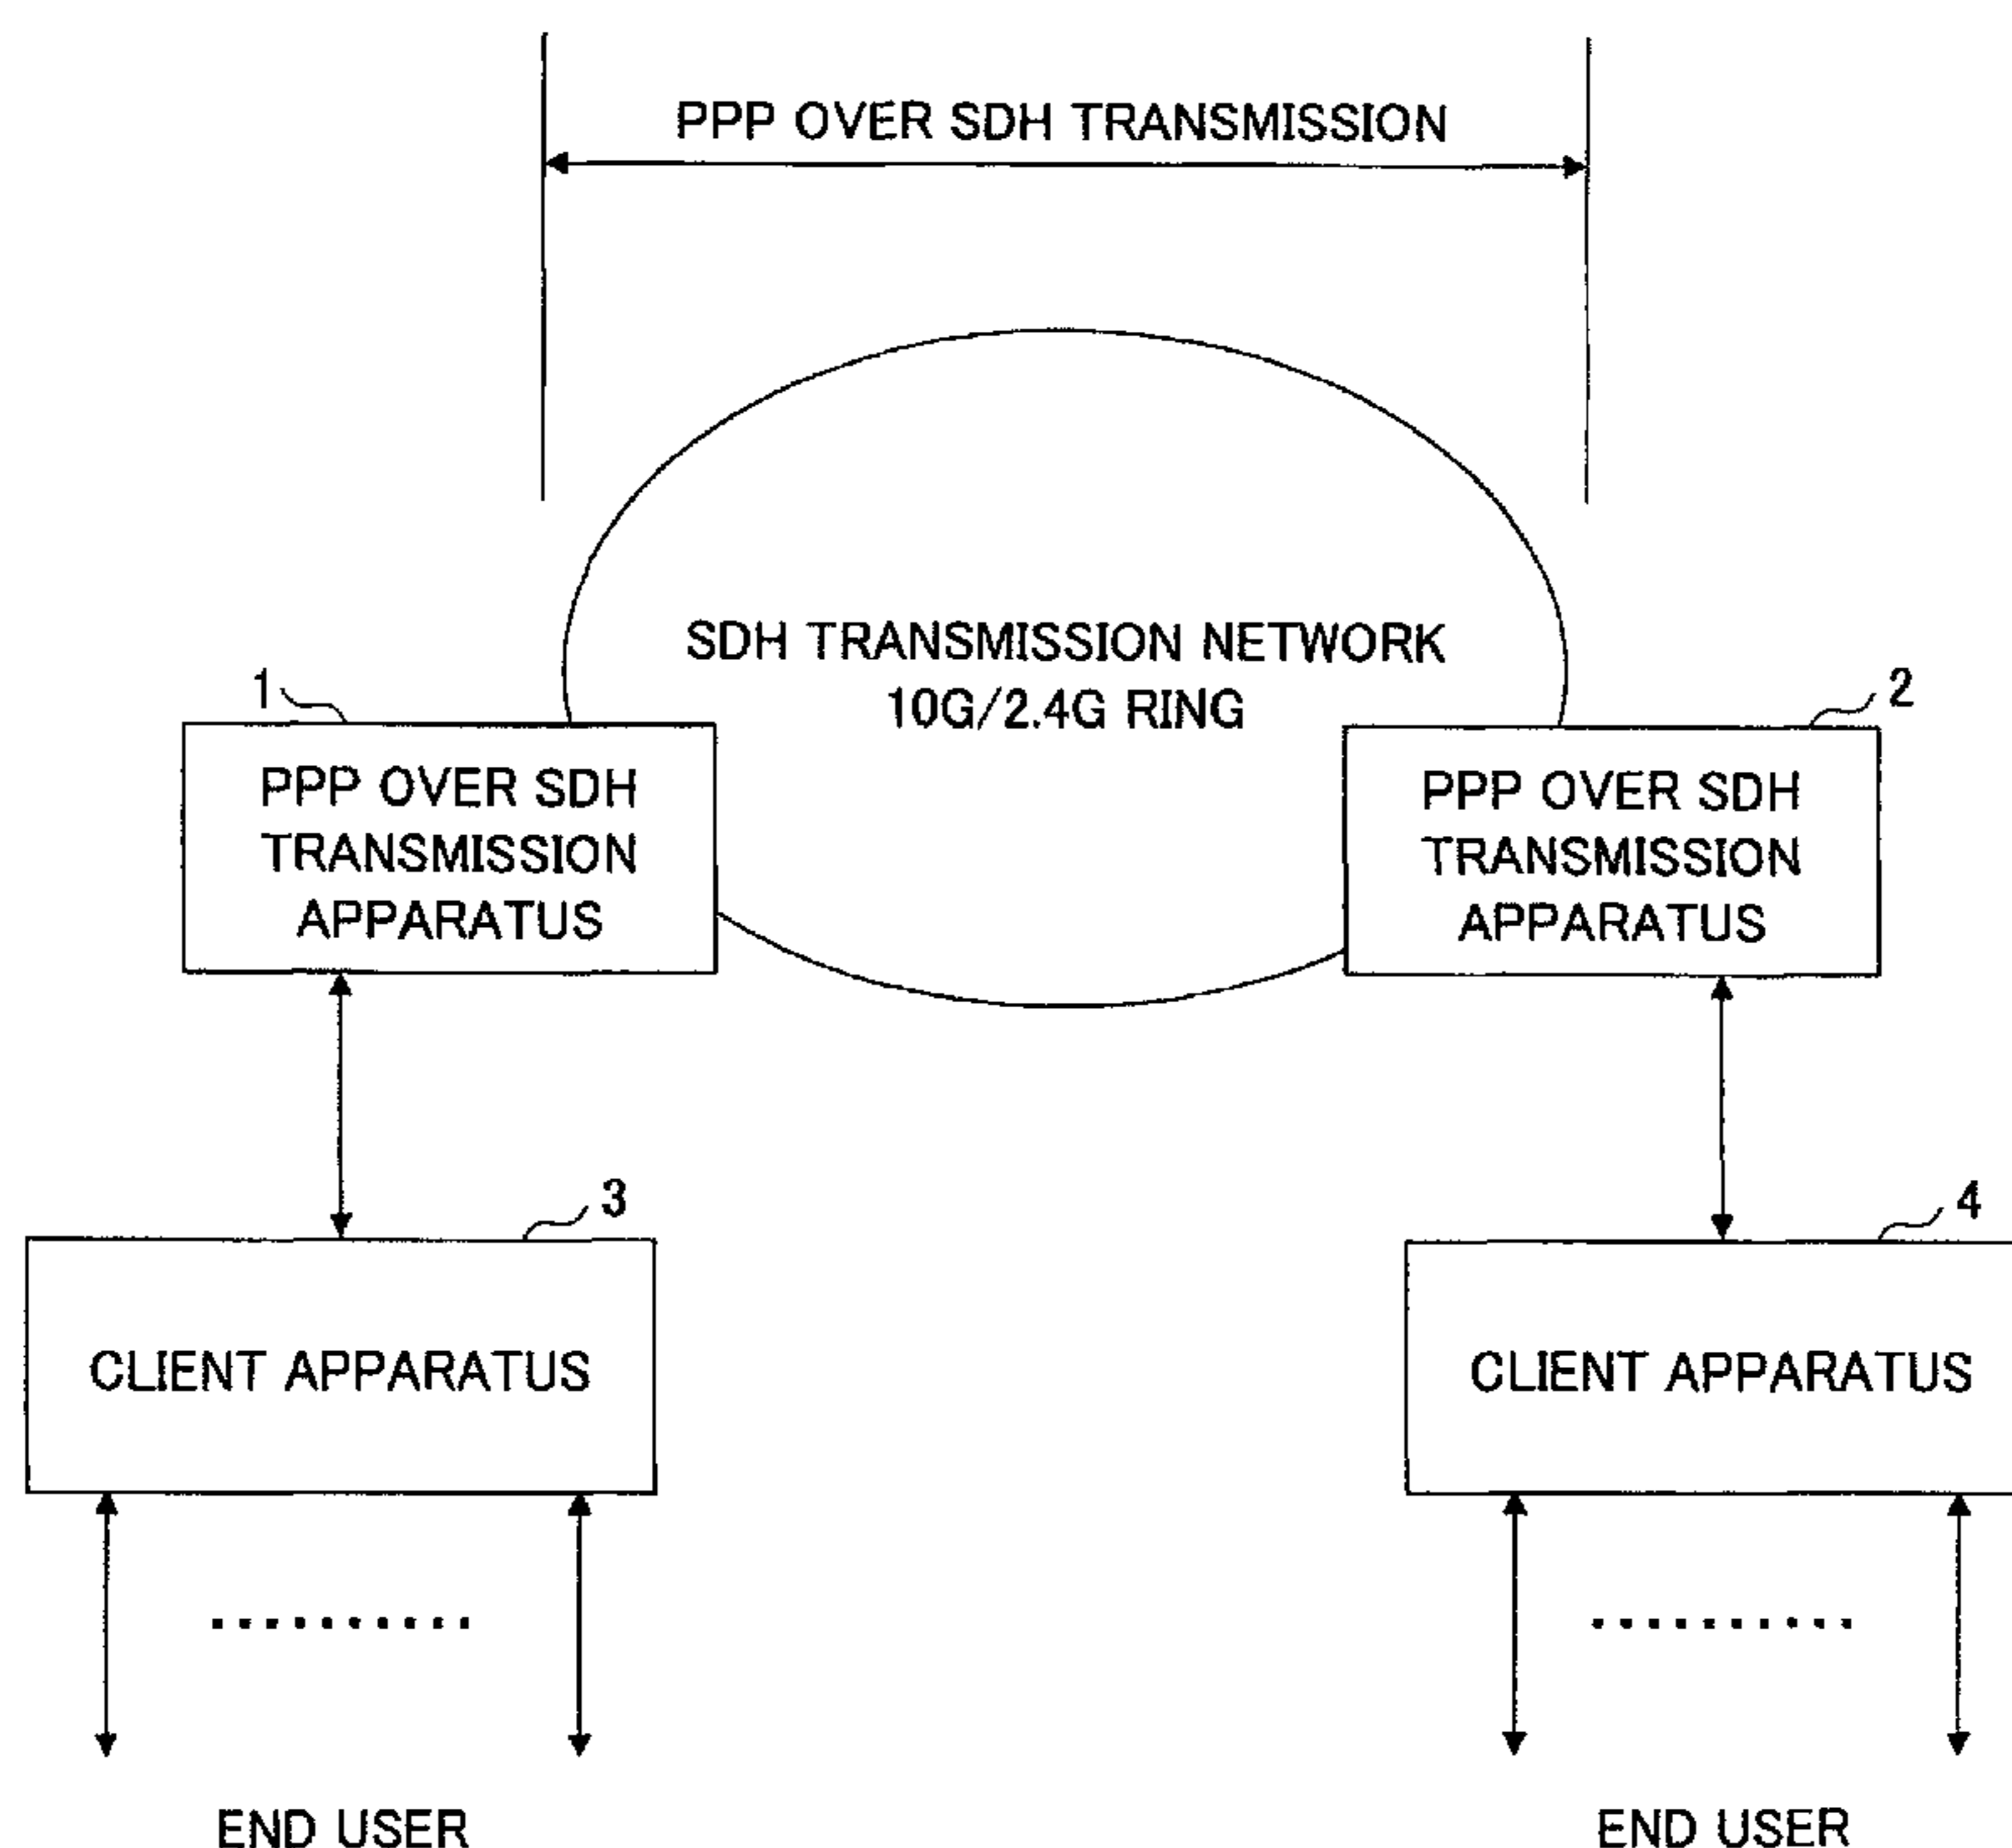 PPP OVER SDH TRANSMISSION
SDH TRANSMISSION NETWORK
10G/2.4G RING
1
2
PPP OVER SDH
TRANSMISSION
APPARATUS
PPP OVER SDH
TRANSMISSION
APPARATUS
3
4
CLIENT APPARATUS
CLIENT APPARATUS
END USER
END USER